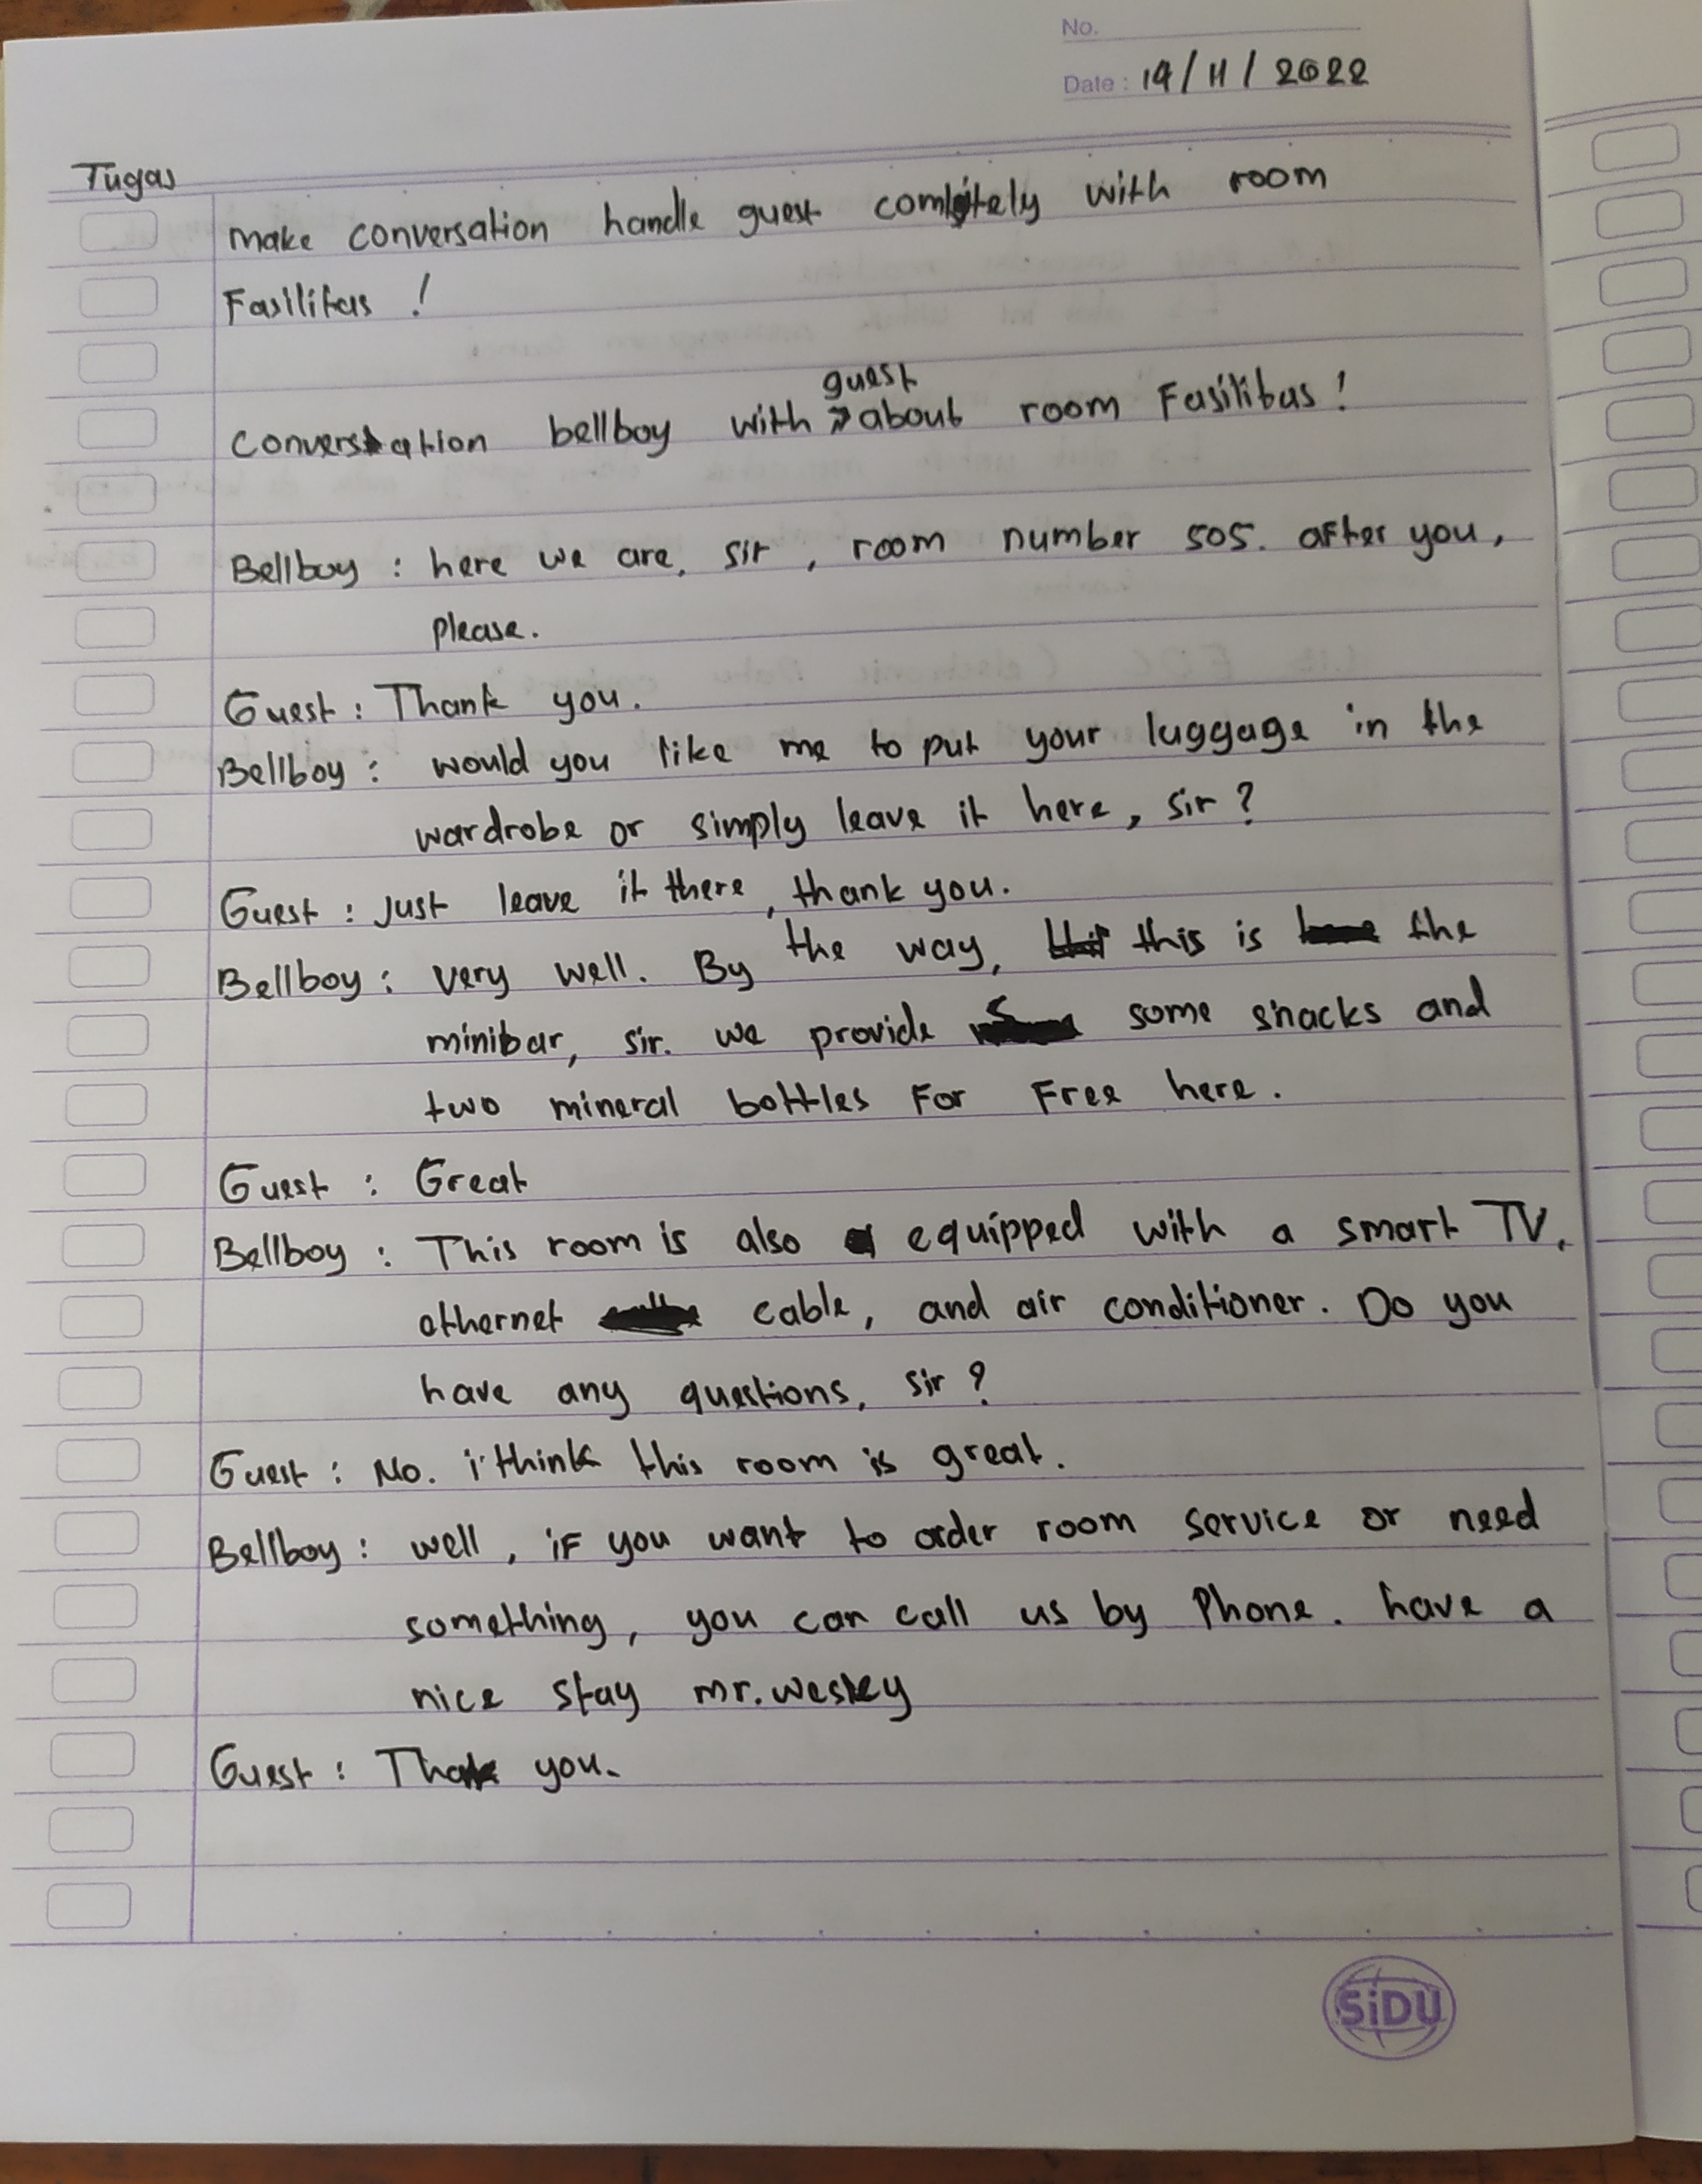 No.
Date : 19/11/2022
Tugas
make conversation handle guest comlitely with room
Fasilitas !
guest
Conversation bellboy with about room Fasilitas !
Bellboy : here we are, sir, room number 505. after you,
please.
Guest : Thank you.
Bellboy : would you like me to put your luggage in the
wardrobe or simply leave it here, sir ?
Guest : Just leave it there, thank you.
Bellboy : very well. By the way, this is the
minibar, sir. we provide some snacks and
two mineral bottles For Free here.
Guest : Great
Bellboy : This room is also equipped with a smart TV,
ethernet cable, and air conditioner. Do you
have any questions, sir ?
Guest : No. i think this room is great.
Bellboy : well, iF you want to order room service or need
something, you can call us by Phone. have a
nice stay mr. wesley
Guest : Thank you.
SiDU